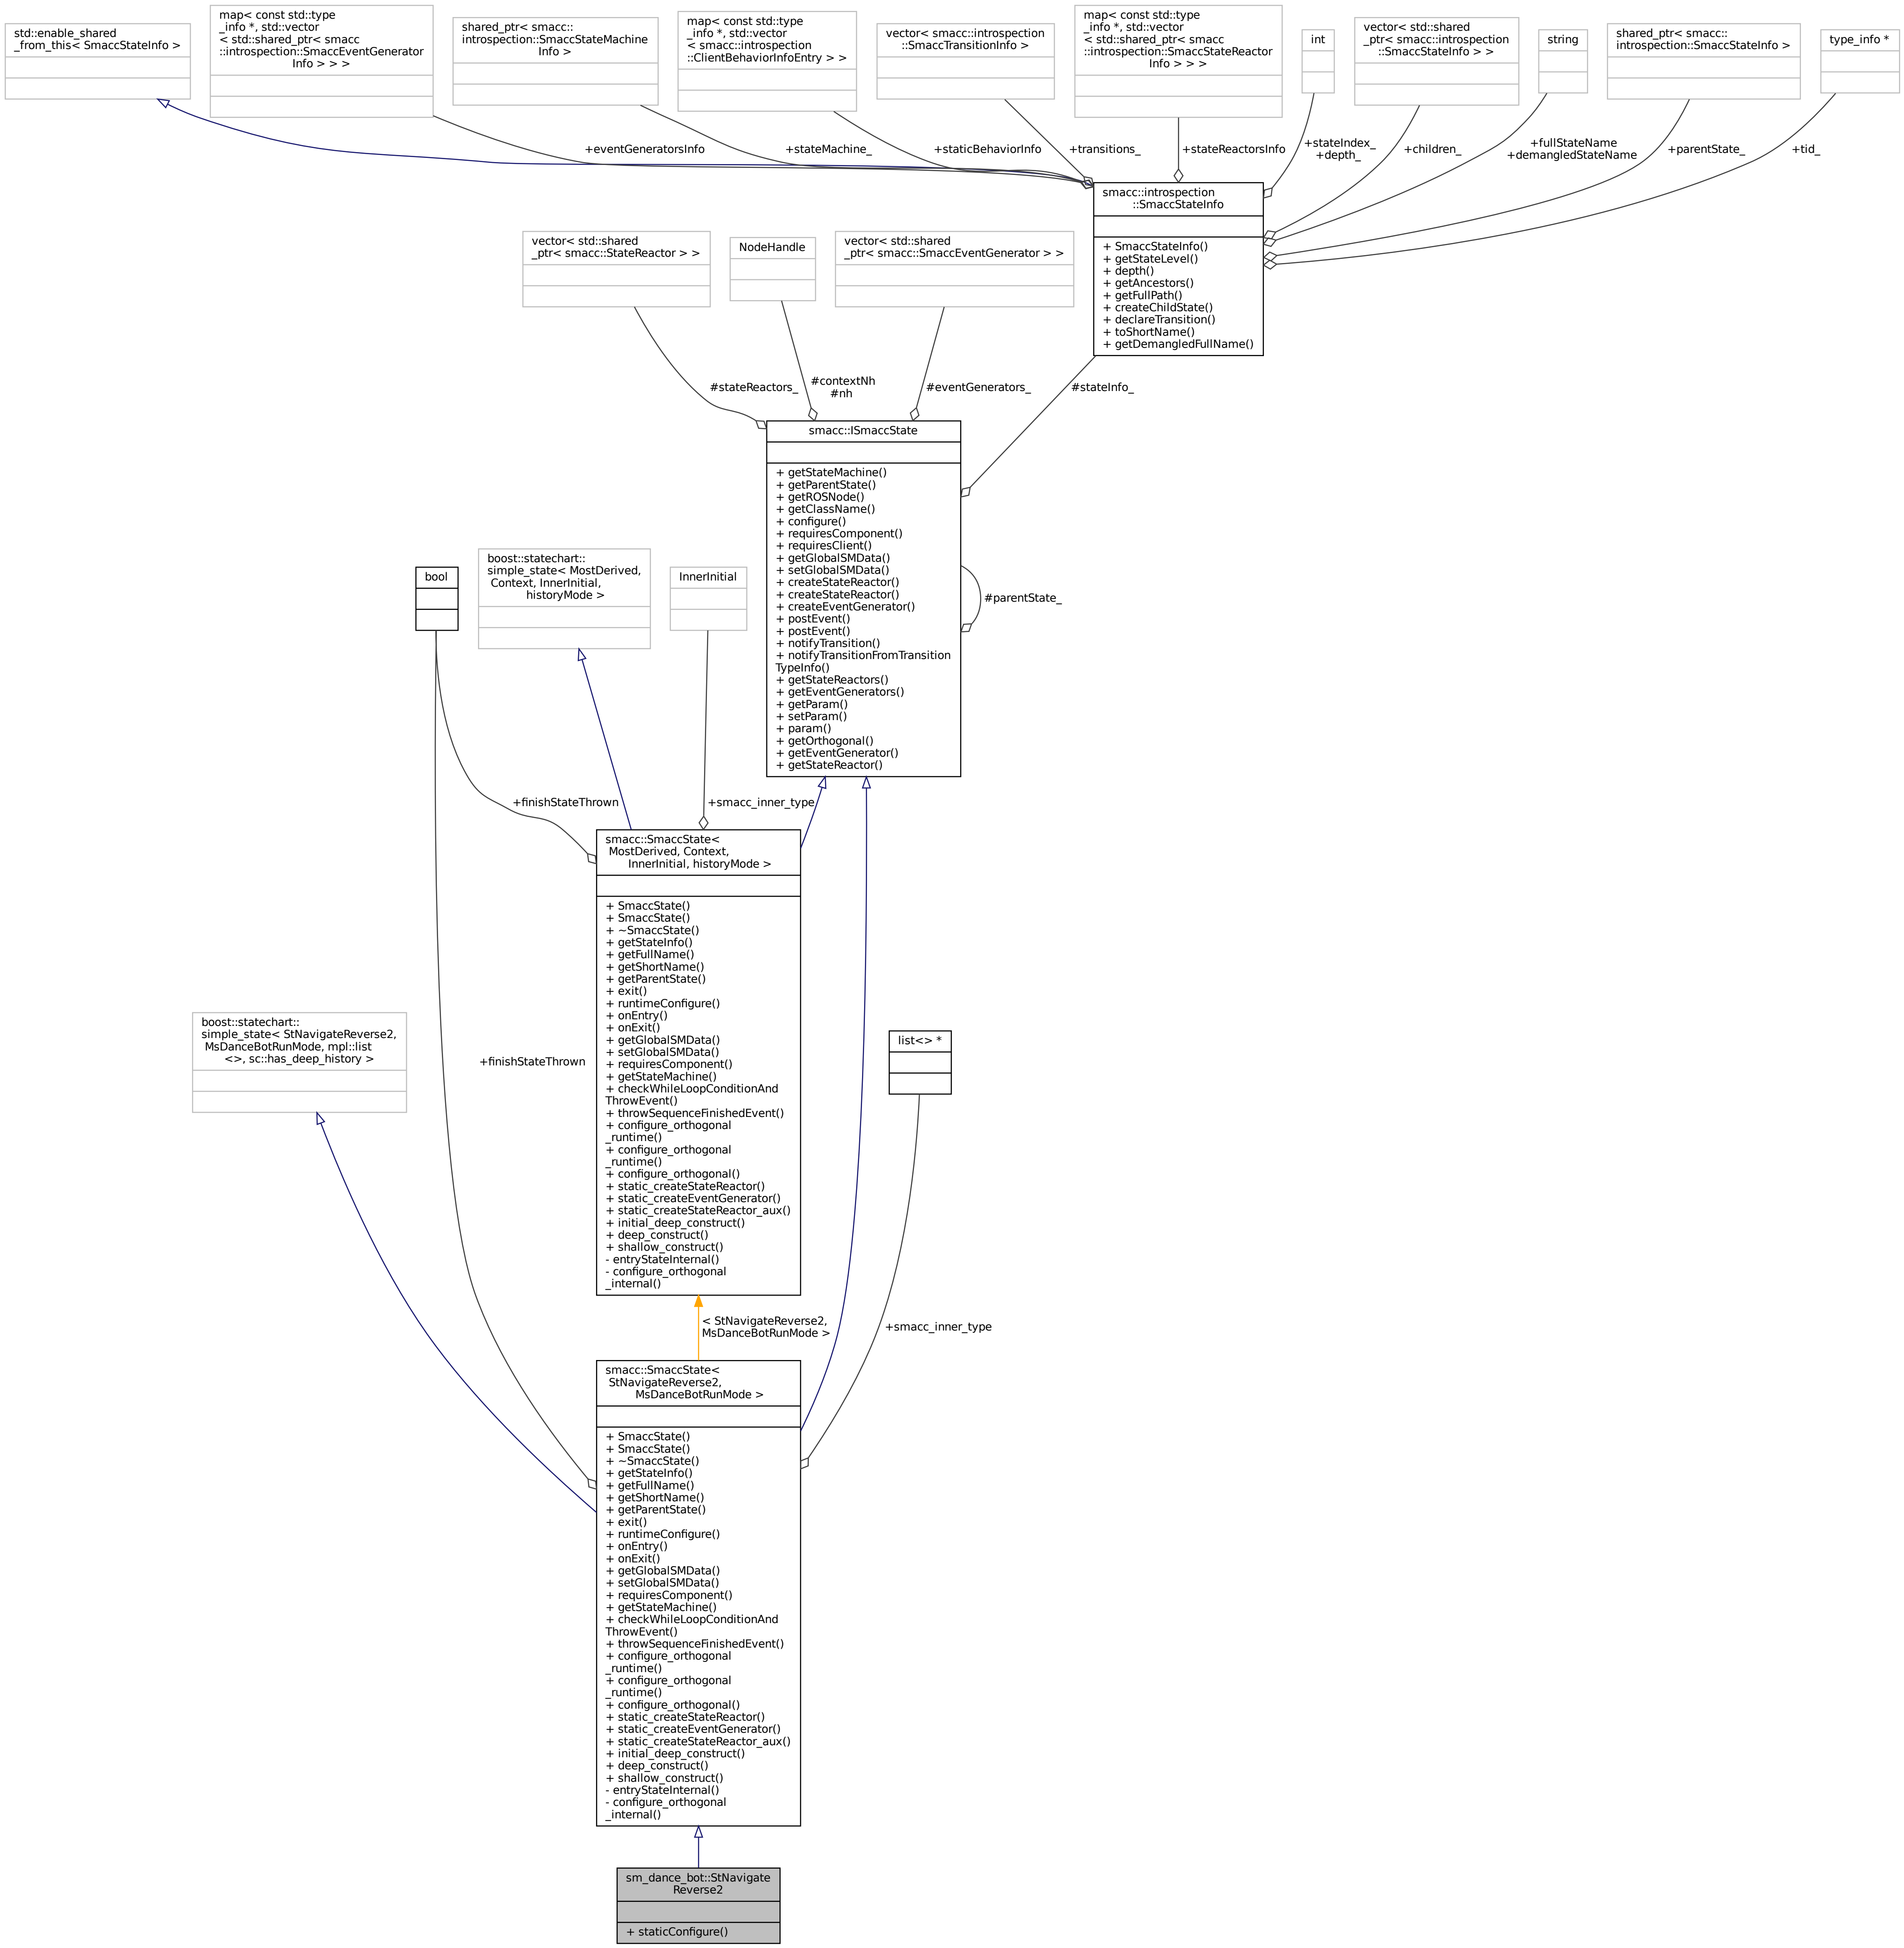 std::enable_shared
_from_this< SmaccStateInfo >
map< const std::type
_info *, std::vector
< std::shared_ptr< smacc
::introspection::SmaccEventGenerator
Info > > >
shared_ptr< smacc::
introspection::SmaccStateMachine
Info >
map< const std::type
_info *, std::vector
< smacc::introspection
::ClientBehaviorInfoEntry > >
vector< smacc::introspection
::SmaccTransitionInfo >
map< const std::type
_info *, std::vector
< std::shared_ptr< smacc
::introspection::SmaccStateReactor
Info > > >
int
vector< std::shared
_ptr< smacc::introspection
::SmaccStateInfo > >
string
shared_ptr< smacc::
introspection::SmaccStateInfo >
type_info *
+eventGeneratorsInfo
+stateMachine_
+staticBehaviorInfo
+transitions_
+stateReactorsInfo
+stateIndex_
+depth_
+children_
+fullStateName
+demangledStateName
+parentState_
+tid_
smacc::introspection
::SmaccStateInfo
+ SmaccStateInfo()
+ getStateLevel()
+ depth()
+ getAncestors()
+ getFullPath()
+ createChildState()
+ declareTransition()
+ toShortName()
+ getDemangledFullName()
vector< std::shared
_ptr< smacc::StateReactor > >
NodeHandle
vector< std::shared
_ptr< smacc::SmaccEventGenerator > >
#stateReactors_
#contextNh
#nh
#eventGenerators_
#stateInfo_
smacc::ISmaccState
+ getStateMachine()
+ getParentState()
+ getROSNode()
+ getClassName()
+ configure()
+ requiresComponent()
+ requiresClient()
+ getGlobalSMData()
+ setGlobalSMData()
+ createStateReactor()
+ createStateReactor()
+ createEventGenerator()
+ postEvent()
+ postEvent()
+ notifyTransition()
+ notifyTransitionFromTransition
TypeInfo()
+ getStateReactors()
+ getEventGenerators()
+ getParam()
+ setParam()
+ param()
+ getOrthogonal()
+ getEventGenerator()
+ getStateReactor()
#parentState_
bool
boost::statechart::
simple_state< MostDerived,
Context, InnerInitial,
historyMode >
InnerInitial
+finishStateThrown
+smacc_inner_type
smacc::SmaccState<
MostDerived, Context,
InnerInitial, historyMode >
+ SmaccState()
+ SmaccState()
+ ~SmaccState()
+ getStateInfo()
+ getFullName()
+ getShortName()
+ getParentState()
+ exit()
+ runtimeConfigure()
+ onEntry()
+ onExit()
+ getGlobalSMData()
+ setGlobalSMData()
+ requiresComponent()
+ getStateMachine()
+ checkWhileLoopConditionAnd
ThrowEvent()
+ throwSequenceFinishedEvent()
+ configure_orthogonal
_runtime()
+ configure_orthogonal
_runtime()
+ configure_orthogonal()
+ static_createStateReactor()
+ static_createEventGenerator()
+ static_createStateReactor_aux()
+ initial_deep_construct()
+ deep_construct()
+ shallow_construct()
- entryStateInternal()
- configure_orthogonal
_internal()
boost::statechart::
simple_state< StNavigateReverse2,
MsDanceBotRunMode, mpl::list
<>, sc::has_deep_history >
+finishStateThrown
list<> *
< StNavigateReverse2,
MsDanceBotRunMode >
+smacc_inner_type
smacc::SmaccState<
StNavigateReverse2,
MsDanceBotRunMode >
+ SmaccState()
+ SmaccState()
+ ~SmaccState()
+ getStateInfo()
+ getFullName()
+ getShortName()
+ getParentState()
+ exit()
+ runtimeConfigure()
+ onEntry()
+ onExit()
+ getGlobalSMData()
+ setGlobalSMData()
+ requiresComponent()
+ getStateMachine()
+ checkWhileLoopConditionAnd
ThrowEvent()
+ throwSequenceFinishedEvent()
+ configure_orthogonal
_runtime()
+ configure_orthogonal
_runtime()
+ configure_orthogonal()
+ static_createStateReactor()
+ static_createEventGenerator()
+ static_createStateReactor_aux()
+ initial_deep_construct()
+ deep_construct()
+ shallow_construct()
- entryStateInternal()
- configure_orthogonal
_internal()
sm_dance_bot::StNavigate
Reverse2
+ staticConfigure()